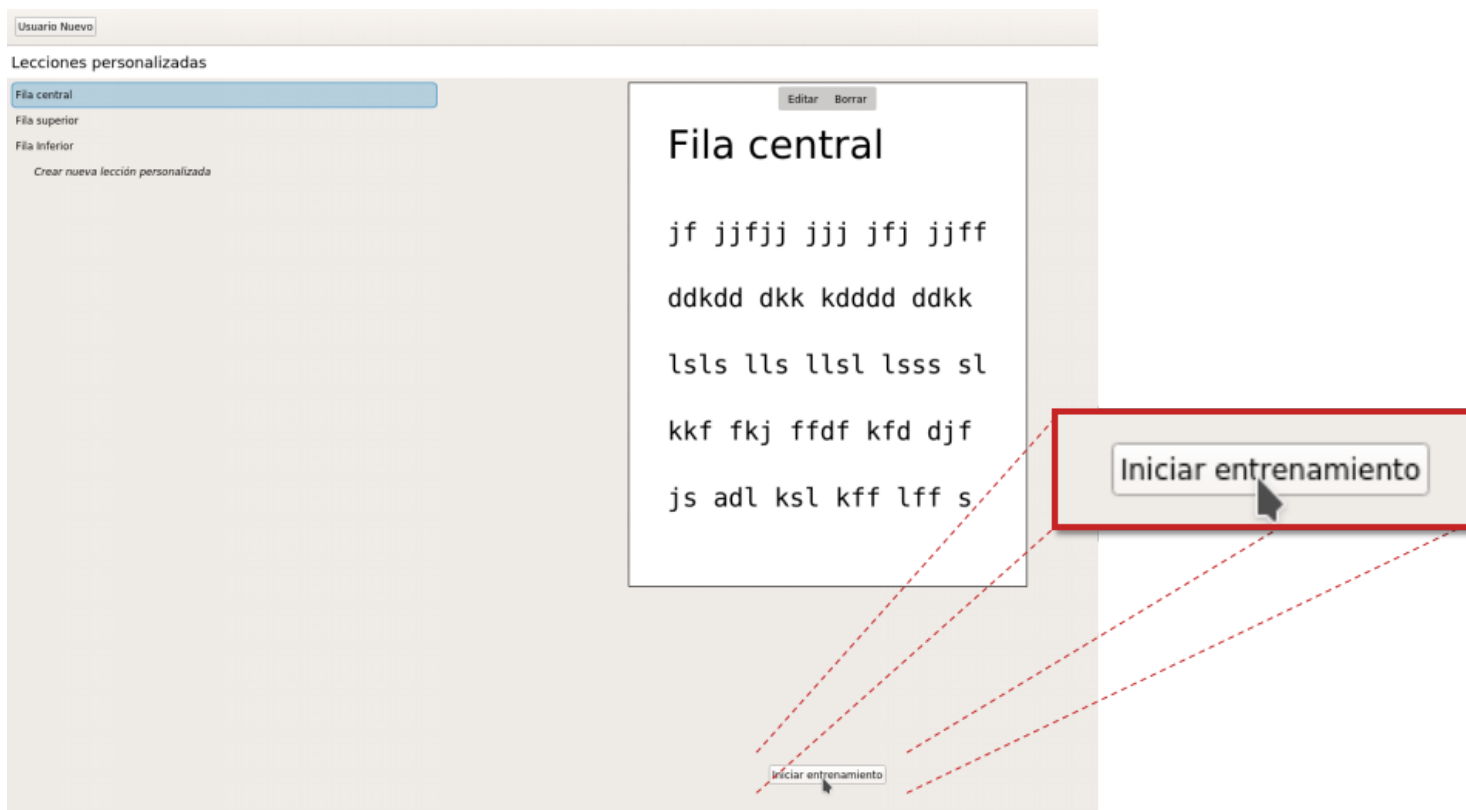 Usuario Nuevo
Lecciones personalizadas
Fila central
Fila superior
Fila Inferior
Crear nueva lección personalizada
Editar Borrar
Fila central
jf jjfjj jjj jfj jjff
ddkdd dkk kdddd ddkk
lsls lls llsl lsss sl
kkf fkj ffdf kfd djf
js adl ksl kff lff s
Iniciar entrenamiento
Iniciar entrenamiento